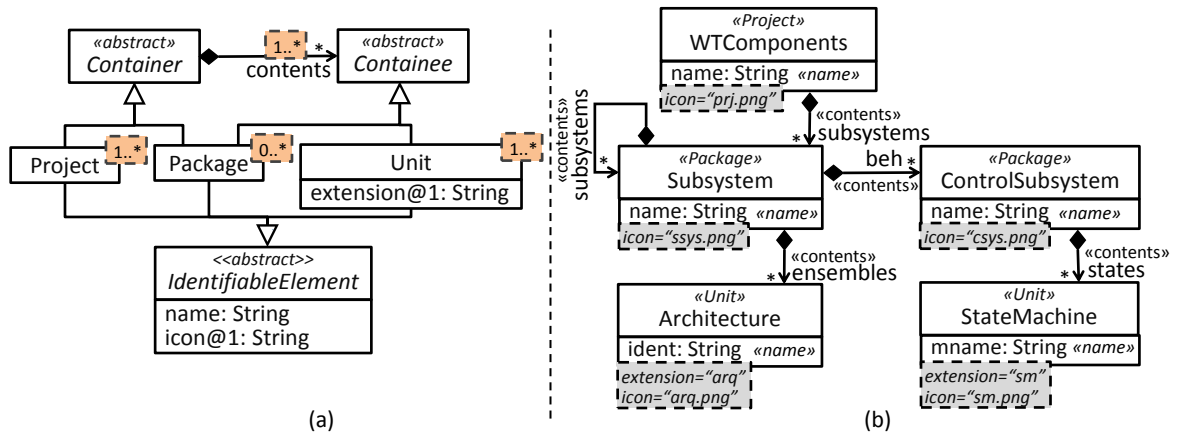 «abstract»
Container
1..*
*
contents
«abstract»
Containee
Project
1..*
Package
0..*
Unit
1..*
extension@1: String
<<abstract>>
IdentifiableElement
name: String
icon@1: String
(a)
«Project»
WTComponents
name: String «name»
icon="prj.png"
«contents»
subsystems
*
«contents»
* subsystems
«Package»
Subsystem
name: String «name»
icon="ssys.png"
beh *
«contents»
«Package»
ControlSubsystem
name: String «name»
icon="csys.png"
«contents»
* ensembles
«contents»
* states
«Unit»
Architecture
ident: String «name»
extension="arq"
icon="arq.png"
«Unit»
StateMachine
mname: String «name»
extension="sm"
icon="sm.png"
(b)